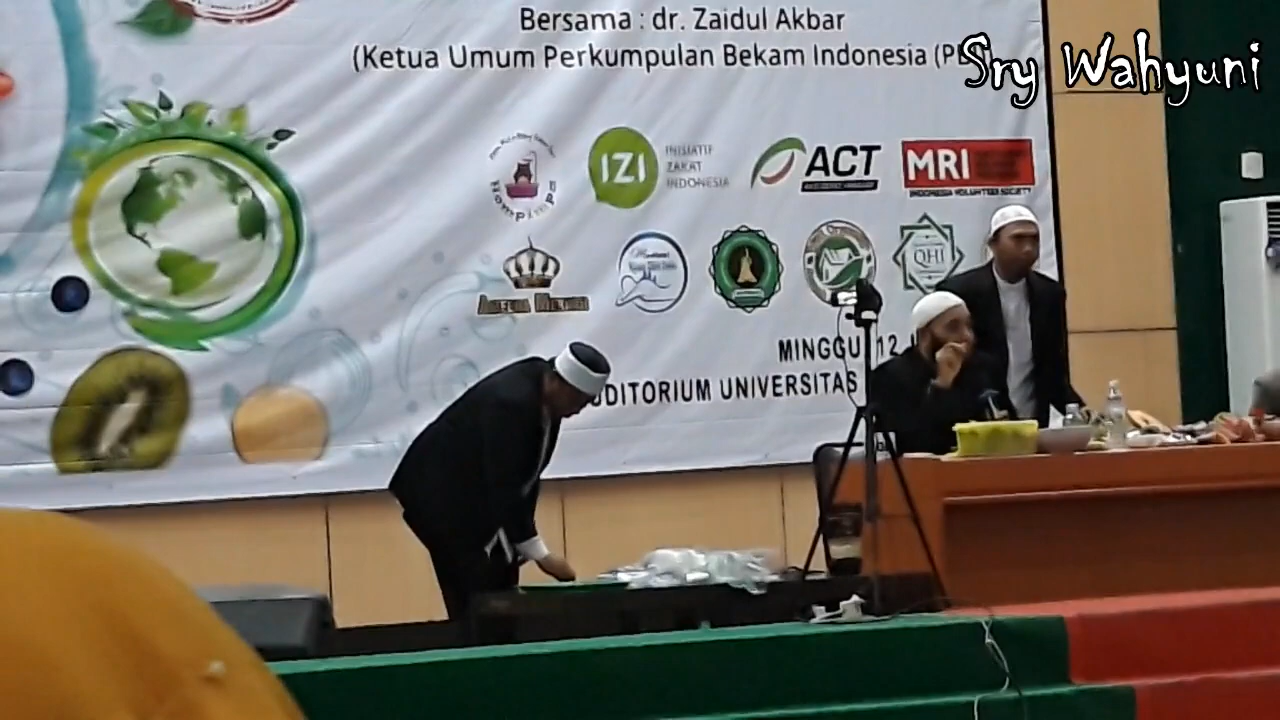 Bersama : dr. Zaidul Akbar
(Ketua Umum Perkumpulan Bekam Indonesia
Sry Wahyuni
IZI
INISIATIF
ZAKAT
INDONESIA
ACT
MRI
INDONESIA VOLUNTEER SOCIETY
QHI
MINGGU 12
AUDITORIUM UNIVERSITAS